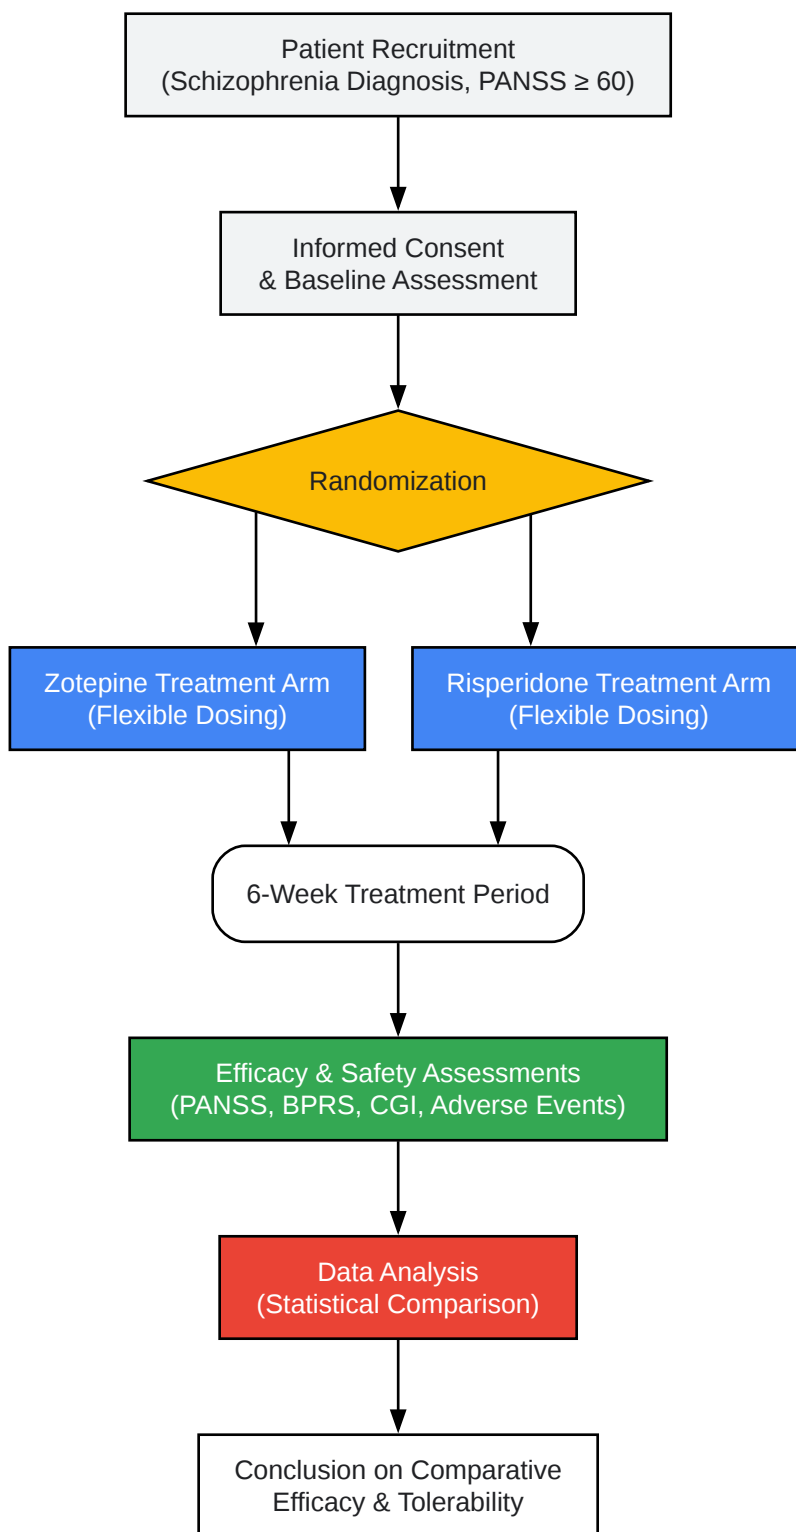 Patient Recruitment
(Schizophrenia Diagnosis, PANSS ≥ 60)
Informed Consent
& Baseline Assessment
Randomization
Zotepine Treatment Arm
(Flexible Dosing)
Risperidone Treatment Arm
(Flexible Dosing)
6-Week Treatment Period
Efficacy & Safety Assessments
(PANSS, BPRS, CGI, Adverse Events)
Data Analysis
(Statistical Comparison)
Conclusion on Comparative
Efficacy & Tolerability